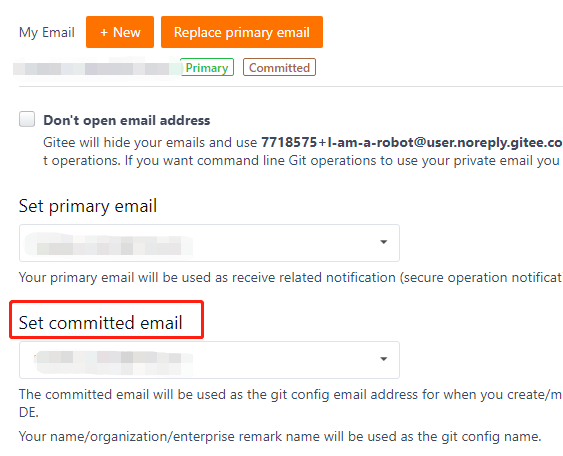 My Email + New Replace primary email
Primary Committed
Don't open email address
Gitee will hide your emails and use 7718575+I-am-a-robot@user.noreply.gitee.co
t operations. If you want command line Git operations to use your private email you
Set primary email
Your primary email will be used as receive related notification (secure operation notificat
Set committed email
The committed email will be used as the git config email address for when you create/m
DE.
Your name/organization/enterprise remark name will be used as the git config name.